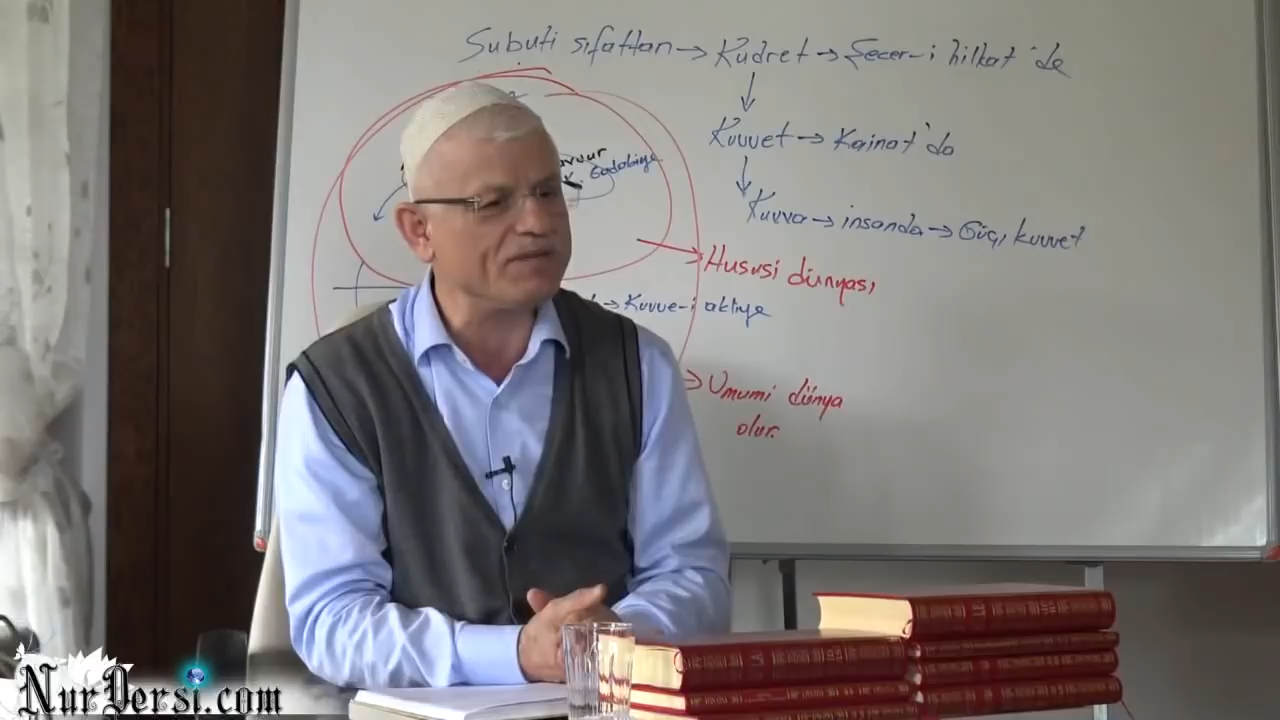 Subuti sıfattan → Kudret → Şecer-i hilkat'de
Kuvvet → Kainat'da
Kuvva → insanda → Güç, kuvvet
Gadabiye
Hususi dünyası
→ Kuvve-i akliye
Umumi dünya
olur.
NurDersi.com